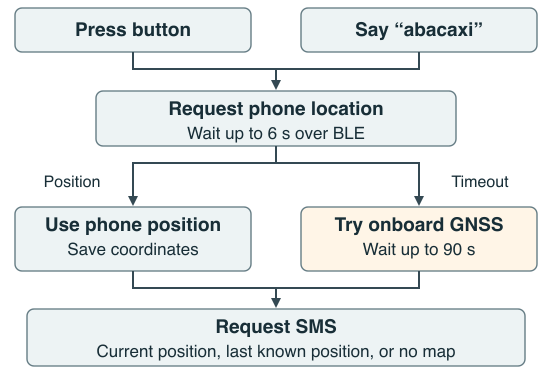 Press button
Say “abacaxi”
Request phone location
Wait up to 6 s over BLE
Position
Timeout
Use phone position
Save coordinates
Try onboard GNSS
Wait up to 90 s
Request SMS
Current position, last known position, or no map